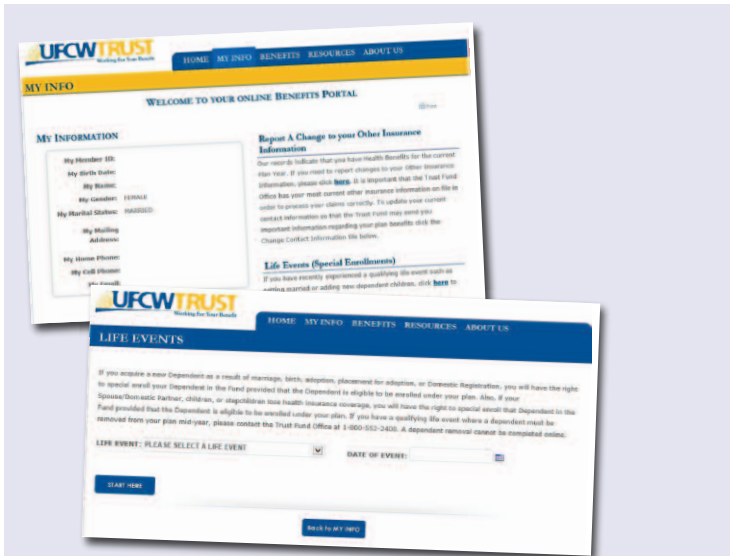 UFCWTRUST
Working For Your Benefit
HOME MY INFO BENEFITS RESOURCES ABOUT US
MY INFO
WELCOME TO YOUR ONLINE BENEFITS PORTAL
Print
MY INFORMATION
My Member ID:
My Birth Date:
My Name:
My Gender: FEMALE
My Marital Status: MARRIED
My Mailing
Address:
My Home Phone:
My Cell Phone:
My Email:
Report A Change to your Other Insurance
Information
Our records indicate that you have Health Benefits for the current
Plan Year. If you need to report changes to your Other Insurance
Information, please click here. It is important that the Trust Fund
Office has your most current other insurance information on file in
order to process your claims correctly. To update your current
contact information so that the Trust Fund may send you
important information regarding your plan benefits click the
Change Contact Information tile below.
Life Events (Special Enrollments)
If you have recently experienced a qualifying life event such as
getting married or adding new dependent children, click here to
UFCWTRUST
Working For Your Benefit
HOME MY INFO BENEFITS RESOURCES ABOUT US
LIFE EVENTS
If you acquire a new Dependent as a result of marriage, birth, adoption, placement for adoption, or Domestic Registration, you will have the right
to special enroll your Dependent in the Fund provided that the Dependent is eligible to be enrolled under your plan. Also, if your
Spouse/Domestic Partner, children, or stepchildren lose health insurance coverage, you will have the right to special enroll that Dependent in the
Fund provided that the Dependent is eligible to be enrolled under your plan. If you have a qualifying life event where a dependent must be
removed from your plan mid-year, please contact the Trust Fund Office at 1-800-552-2400. A dependent removal cannot be completed online.
LIFE EVENT: PLEASE SELECT A LIFE EVENT
DATE OF EVENT:
START HERE
Back to MY INFO